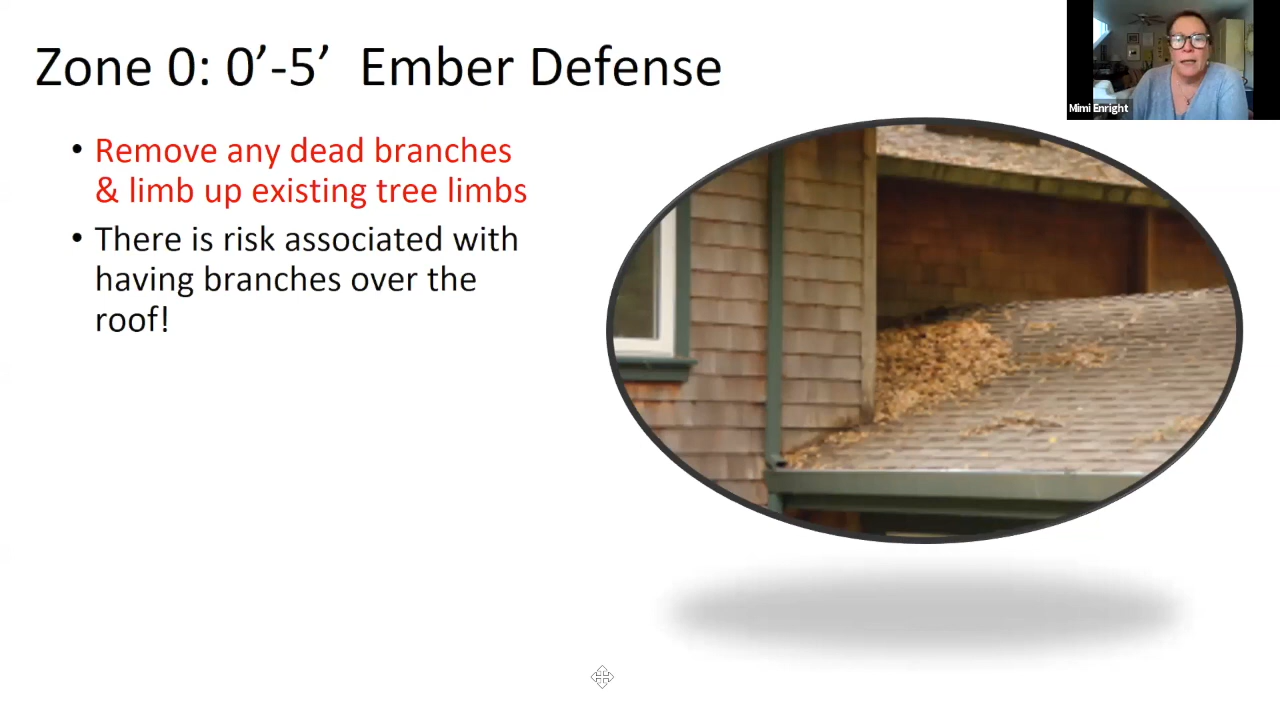 Zone 0: 0’-5’ Ember Defense
Mimi Enright
• Remove any dead branches
& limb up existing tree limbs
• There is risk associated with
having branches over the
roof!